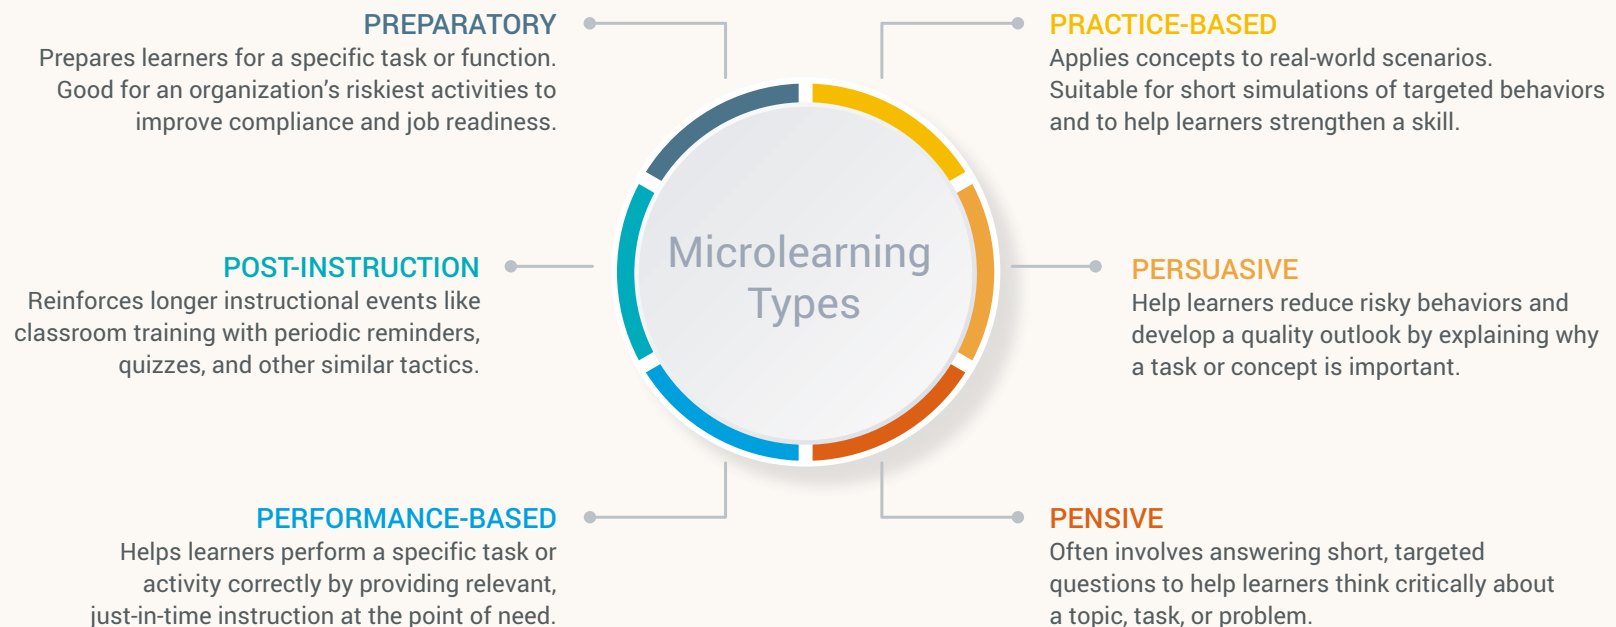 PREPARATORY
Prepares learners for a specific task or function.
Good for an organization’s riskiest activities to
improve compliance and job readiness.
PRACTICE-BASED
Applies concepts to real-world scenarios.
Suitable for short simulations of targeted behaviors
and to help learners strengthen a skill.
Microlearning
Types
POST-INSTRUCTION
Reinforces longer instructional events like
classroom training with periodic reminders,
quizzes, and other similar tactics.
PERSUASIVE
Help learners reduce risky behaviors and
develop a quality outlook by explaining why
a task or concept is important.
PERFORMANCE-BASED
Helps learners perform a specific task or
activity correctly by providing relevant,
just-in-time instruction at the point of need.
PENSIVE
Often involves answering short, targeted
questions to help learners think critically about
a topic, task, or problem.